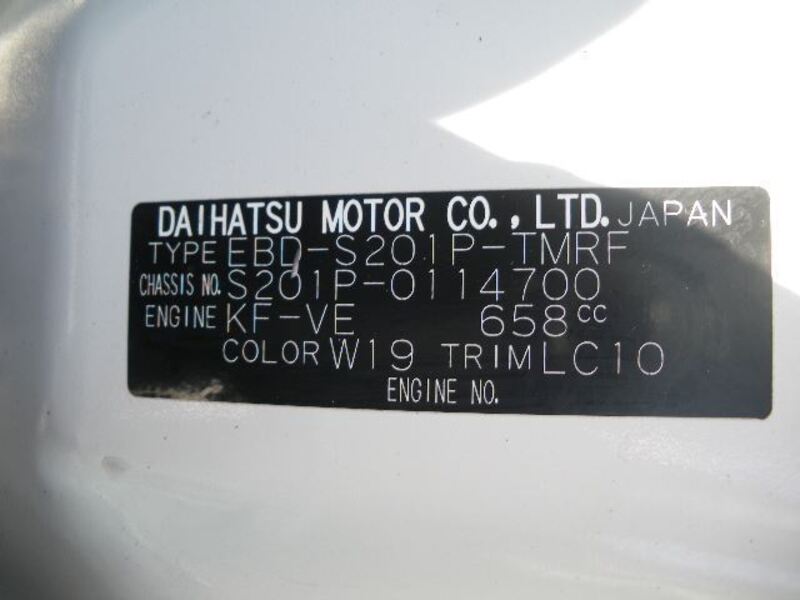 DAIHATSU MOTOR CO., LTD. JAPAN
TYPE EBD-S201P-TMRF
CHASSIS NO. S201P-0114700
ENGINE KF-VE 658cc
COLOR W19 TRIM LC10
ENGINE NO.